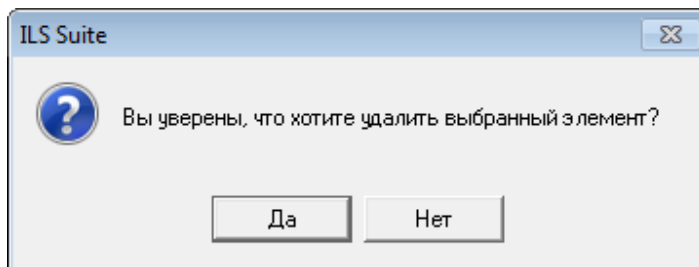 ILS Suite
Вы уверены, что хотите удалить выбранный элемент?
Да Нет